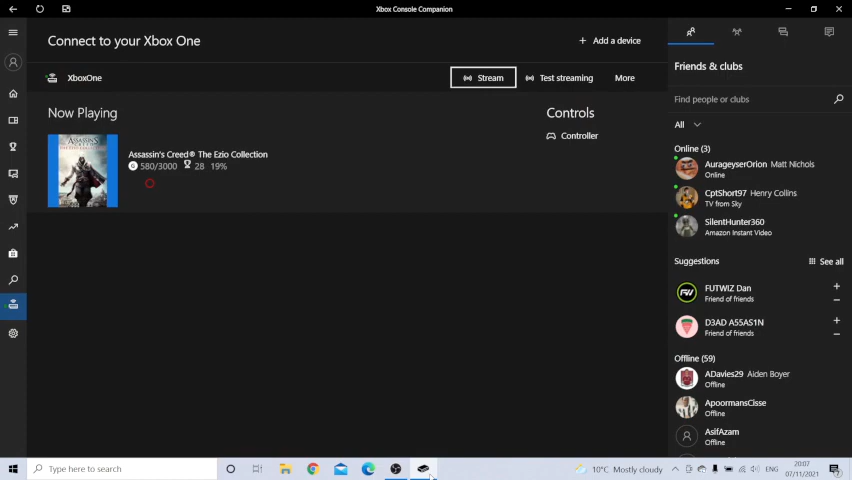 Xbox Console Companion
Connect to your Xbox One
+ Add a device
XboxOne
Stream
Test streaming
More
Now Playing
Controls
Assassin's Creed® The Ezio Collection
G 580/3000 28 19%
Controller
Friends & clubs
Find people or clubs
All
Online (3)
AurageyserOrion Matt Nichols
Online
CptShort97 Henry Collins
TV from Sky
SilentHunter360
Amazon Instant Video
Suggestions
See all
FUTWIZ Dan
Friend of friends
D3AD A55AS1N
Friend of friends
Offline (59)
ADavies29 Aiden Boyer
Offline
ApoormansCisse
Offline
AsifAzam
Offline
Type here to search
10°C Mostly cloudy
ENG
20:07
07/11/2021